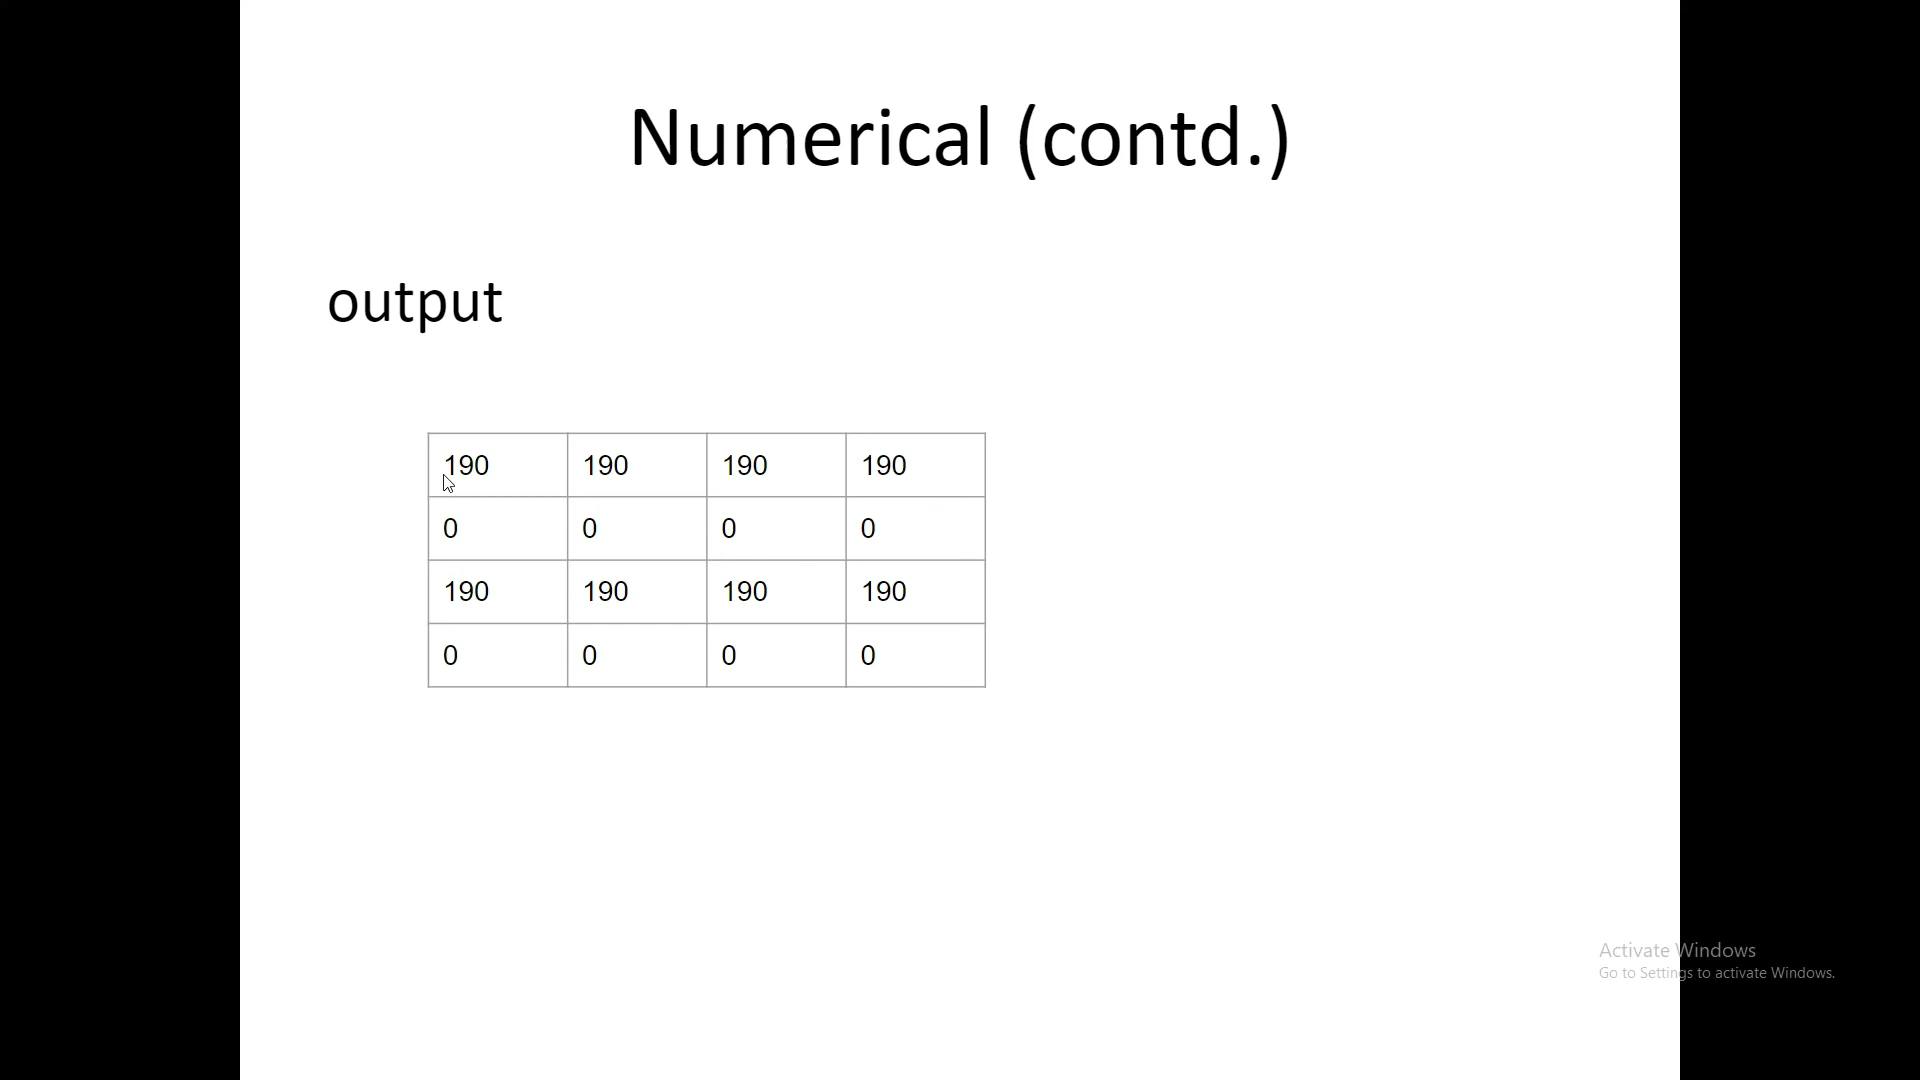 Numerical (contd.)
output
190 190 190 190
0 0 0 0
190 190 190 190
0 0 0 0
Activate Windows
Go to Settings to activate Windows.